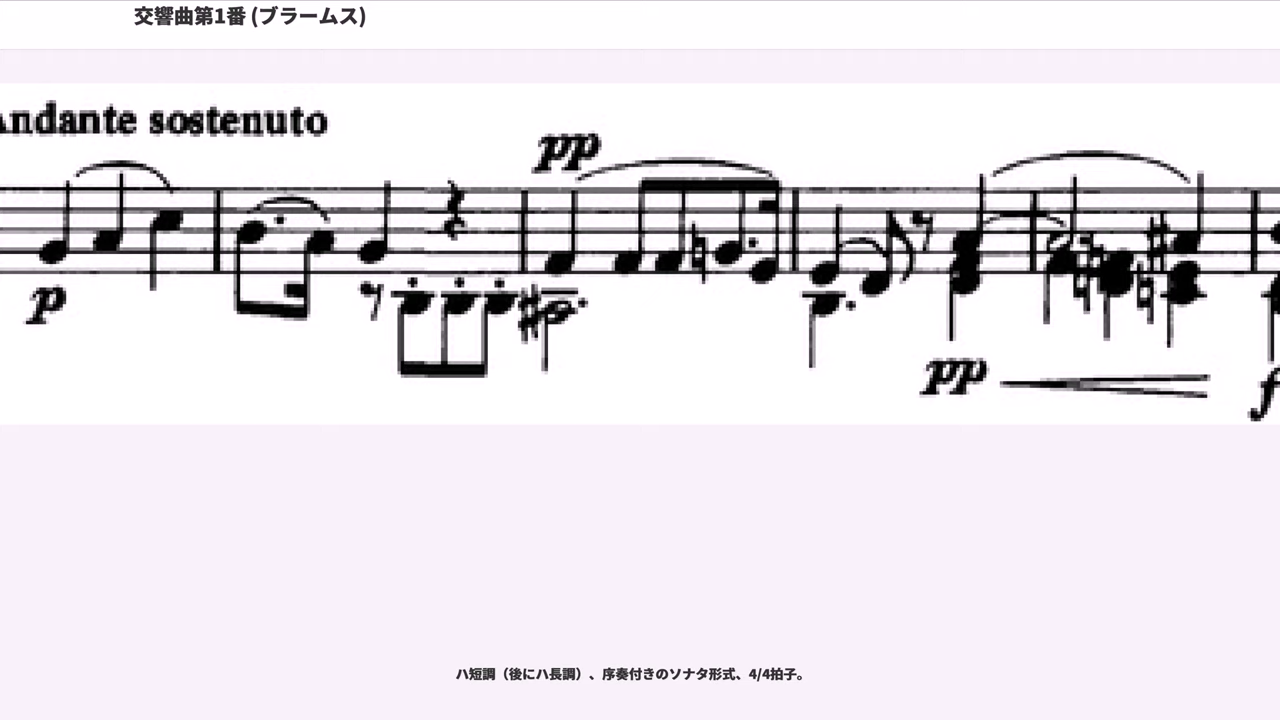 交響曲第1番 (ブラームス)
Andante sostenuto
pp
p
pp
f
ハ短調（後にハ長調）、序奏付きのソナタ形式、4/4拍子。